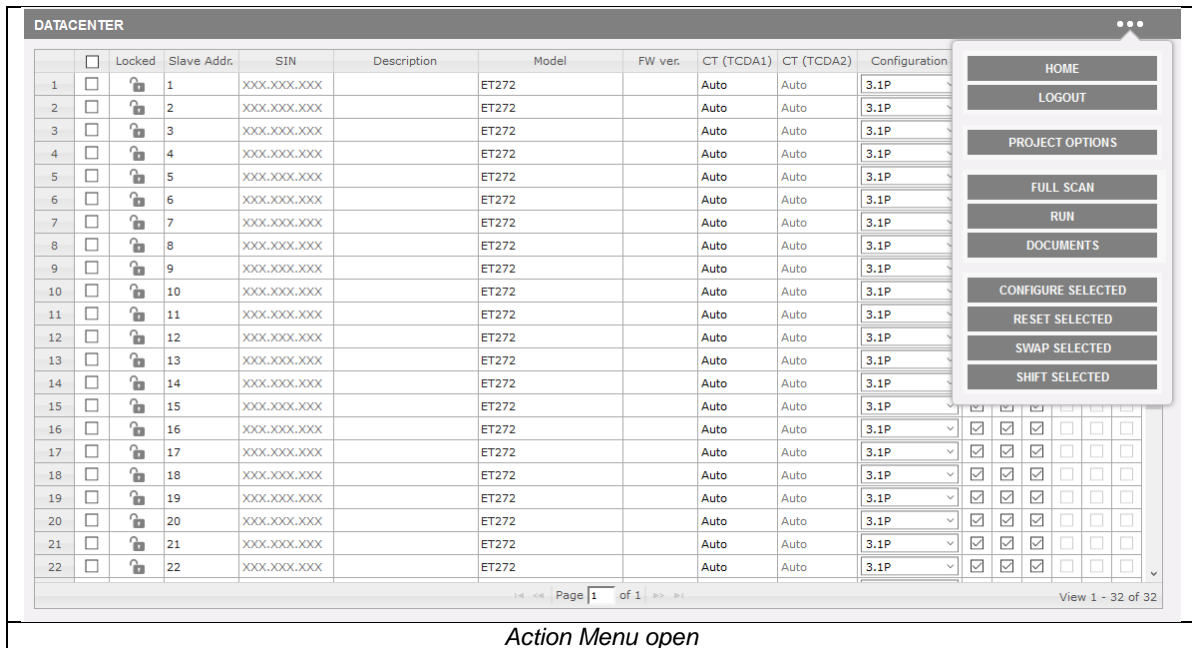 DATACENTER
Locked Slave Addr. SIN Description Model FW ver. CT (TCDA1) CT (TCDA2) Configuration
1 1 XXX.XXX.XXX ET272 Auto Auto 3.1P
2 2 XXX.XXX.XXX ET272 Auto Auto 3.1P
3 3 XXX.XXX.XXX ET272 Auto Auto 3.1P
4 4 XXX.XXX.XXX ET272 Auto Auto 3.1P
5 5 XXX.XXX.XXX ET272 Auto Auto 3.1P
6 6 XXX.XXX.XXX ET272 Auto Auto 3.1P
7 7 XXX.XXX.XXX ET272 Auto Auto 3.1P
8 8 XXX.XXX.XXX ET272 Auto Auto 3.1P
9 9 XXX.XXX.XXX ET272 Auto Auto 3.1P
10 10 XXX.XXX.XXX ET272 Auto Auto 3.1P
11 11 XXX.XXX.XXX ET272 Auto Auto 3.1P
12 12 XXX.XXX.XXX ET272 Auto Auto 3.1P
13 13 XXX.XXX.XXX ET272 Auto Auto 3.1P
14 14 XXX.XXX.XXX ET272 Auto Auto 3.1P
15 15 XXX.XXX.XXX ET272 Auto Auto 3.1P
16 16 XXX.XXX.XXX ET272 Auto Auto 3.1P
17 17 XXX.XXX.XXX ET272 Auto Auto 3.1P
18 18 XXX.XXX.XXX ET272 Auto Auto 3.1P
19 19 XXX.XXX.XXX ET272 Auto Auto 3.1P
20 20 XXX.XXX.XXX ET272 Auto Auto 3.1P
21 21 XXX.XXX.XXX ET272 Auto Auto 3.1P
22 22 XXX.XXX.XXX ET272 Auto Auto 3.1P
HOME
LOGOUT
PROJECT OPTIONS
FULL SCAN
RUN
DOCUMENTS
CONFIGURE SELECTED
RESET SELECTED
SWAP SELECTED
SHIFT SELECTED
Page 1 of 1 View 1 - 32 of 32
Action Menu open